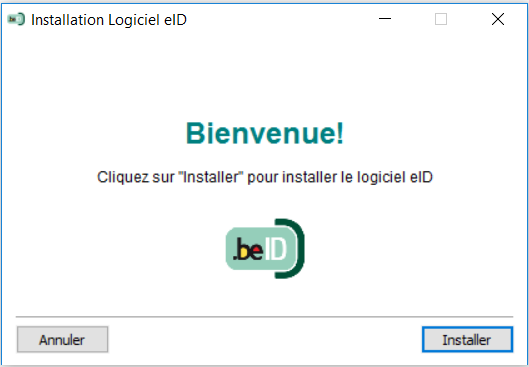 Installation Logiciel eID
Bienvenue!
Cliquez sur "Installer" pour installer le logiciel eID
.beID
Annuler
Installer